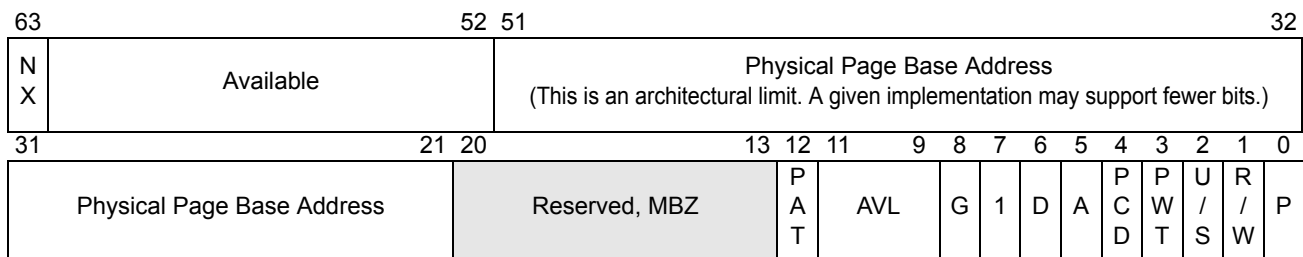 63 52 51 32
N X Available Physical Page Base Address
(This is an architectural limit. A given implementation may support fewer bits.)
31 21 20 13 12 11 9 8 7 6 5 4 3 2 1 0
Physical Page Base Address Reserved, MBZ P A T AVL G 1 D A P C D P W T U / S R / W P